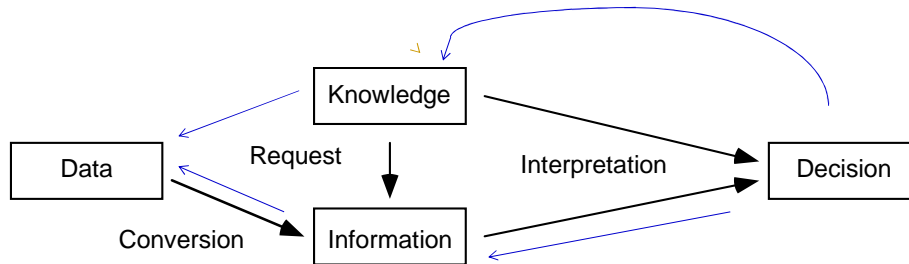 Knowledge
Request
Data
Interpretation
Decision
Conversion
Information